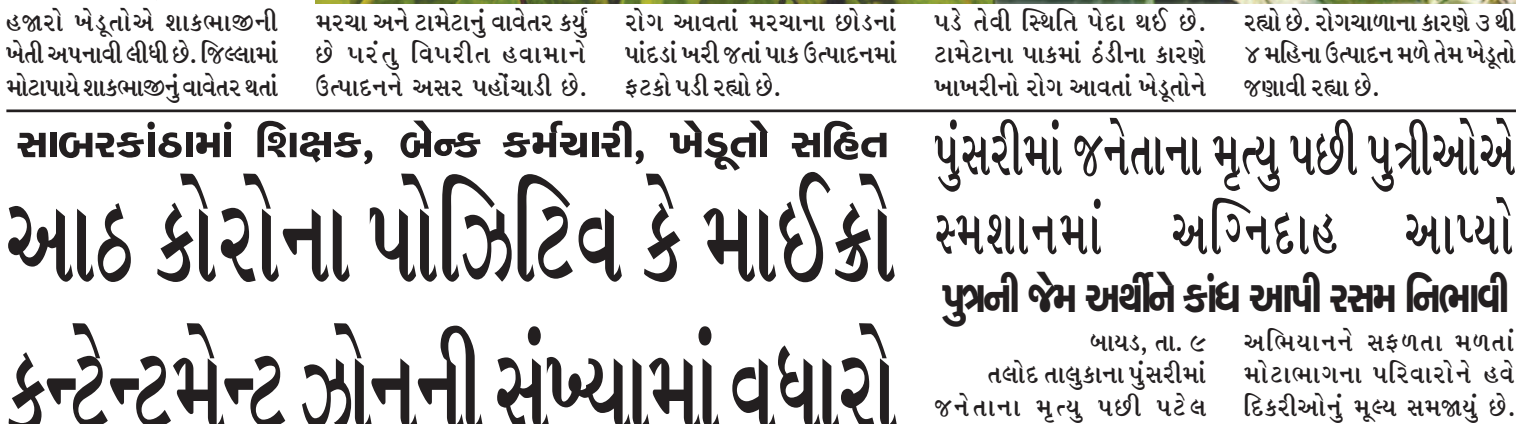 હજારો ખેડૂતોએ શાકભાજીની
ખેતી અપનાવી લીધી છે. જિલ્લામાં
મોટાપાયે શાકભાજીનું વાવેતર થતાં
મરચા અને ટામેટાનું વાવેતર કર્યું
છે પરંતુ વિપરીત હવામાને
ઉત્પાદનને અસર પહોંચાડી છે.
રોગ આવતાં મરચાના છોડનાં
પાંદડાં ખરી જતાં પાક ઉત્પાદનમાં
ફટકો પડી રહ્યો છે.
પડે તેવી સ્થિતિ પેદા થઈ છે.
ટામેટાના પાકમાં ઠંડીના કારણે
ખાખરીનો રોગ આવતાં ખેડૂતોને
રહ્યો છે. રોગચાળાના કારણે ૩ થી
૪ મહિના ઉત્પાદન મળે તેમ ખેડૂતો
જણાવી રહ્યા છે.
સાબરકાંઠામાં શિક્ષક, બેન્ક કર્મચારી, ખેડૂતો સહિત
આઠ કોરોના પોઝિટિવ કે માઈક્રો
કન્ટેન્ટમેન્ટ ઝોનની સંખ્યામાં વધારો
પુંસરીમાં જનેતાના મૃત્યુ પછી પુત્રીઓએ
સ્મશાનમાં અગ્નિદાહ આપ્યો
પુત્રની જેમ અર્થીને કાંધ આપી રસમ નિભાવી
બાયડ, તા. ૯
તલોદ તાલુકાના પુંસરીમાં
જનેતાના મૃત્યુ પછી પટેલ
અભિયાનને સફળતા મળતાં
મોટાભાગના પરિવારોને હવે
દિકરીઓનું મૂલ્ય સમજાયું છે.